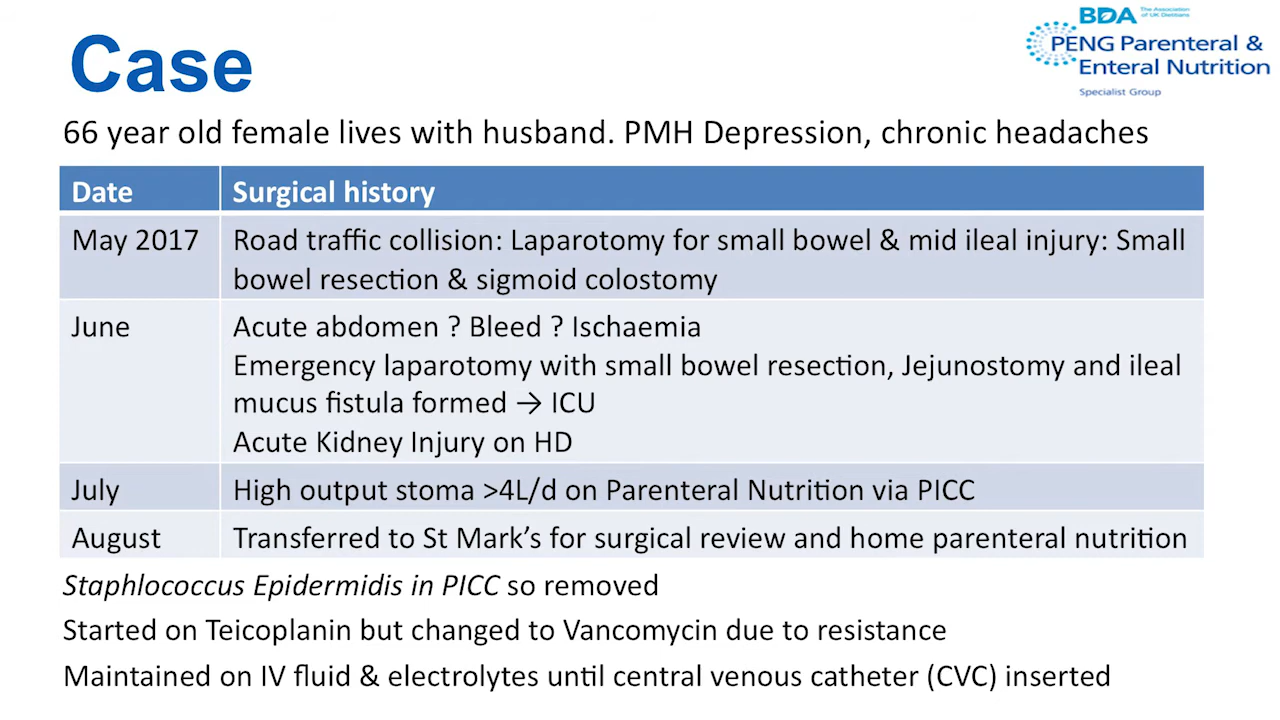 Case
BDA The Association of UK Dietitians
PENG Parenteral &
Enteral Nutrition
Specialist Group
66 year old female lives with husband. PMH Depression, chronic headaches
Date Surgical history
May 2017 Road traffic collision: Laparotomy for small bowel & mid ileal injury: Small
bowel resection & sigmoid colostomy
June Acute abdomen ? Bleed ? Ischaemia
Emergency laparotomy with small bowel resection, Jejunostomy and ileal
mucus fistula formed → ICU
Acute Kidney Injury on HD
July High output stoma >4L/d on Parenteral Nutrition via PICC
August Transferred to St Mark's for surgical review and home parenteral nutrition
Staphlococcus Epidermidis in PICC so removed
Started on Teicoplanin but changed to Vancomycin due to resistance
Maintained on IV fluid & electrolytes until central venous catheter (CVC) inserted